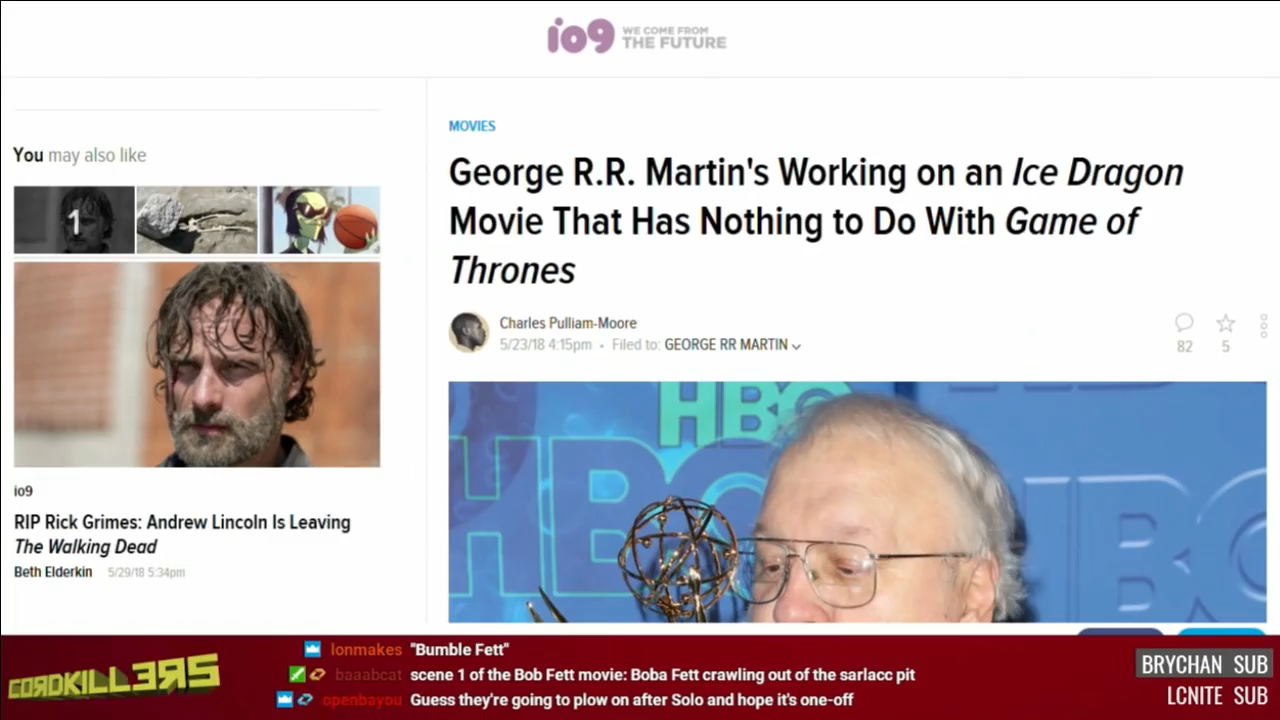 io9 WE COME FROM
THE FUTURE
You may also like
1
io9
RIP Rick Grimes: Andrew Lincoln Is Leaving
The Walking Dead
Beth Elderkin 5/29/18 5:34pm
MOVIES
George R.R. Martin's Working on an Ice Dragon
Movie That Has Nothing to Do With Game of
Thrones
Charles Pulliam-Moore
5/23/18 4:15pm • Filed to: GEORGE RR MARTIN
82 5
HBO
HBO
HBO
CORDKILLERS
lonmakes "Bumble Fett"
baaabcat scene 1 of the Bob Fett movie: Boba Fett crawling out of the sarlacc pit
openbayou Guess they're going to plow on after Solo and hope it's one-off
BRYCHAN SUB
LCNITE SUB